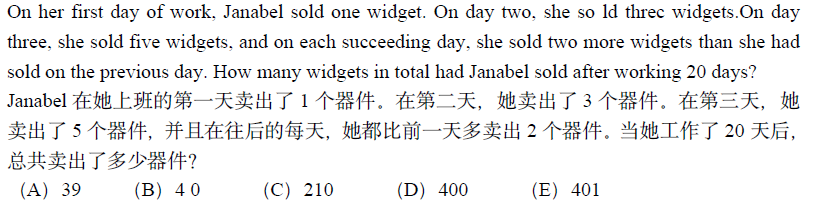 On her first day of work, Janabel sold one widget. On day two, she so ld threc widgets.On day
three, she sold five widgets, and on each succeeding day, she sold two more widgets than she had
sold on the previous day. How many widgets in total had Janabel sold after working 20 days?
Janabel 在她上班的第一天卖出了 1 个器件。在第二天，她卖出了 3 个器件。在第三天，她
卖出了 5 个器件，并且在往后的每天，她都比前一天多卖出 2 个器件。当她工作了 20 天后，
总共卖出了多少器件？
（A）39 （B）4 0 （C）210 （D）400 （E）401